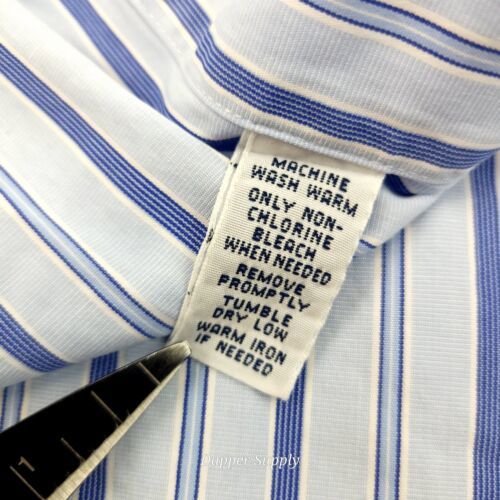 MACHINE
WASH WARM
ONLY NON-
CHLORINE
BLEACH
WHEN NEEDED
REMOVE
PROMPTLY
TUMBLE
DRY LOW
WARM IRON
IF NEEDED
1
Dapper Supply